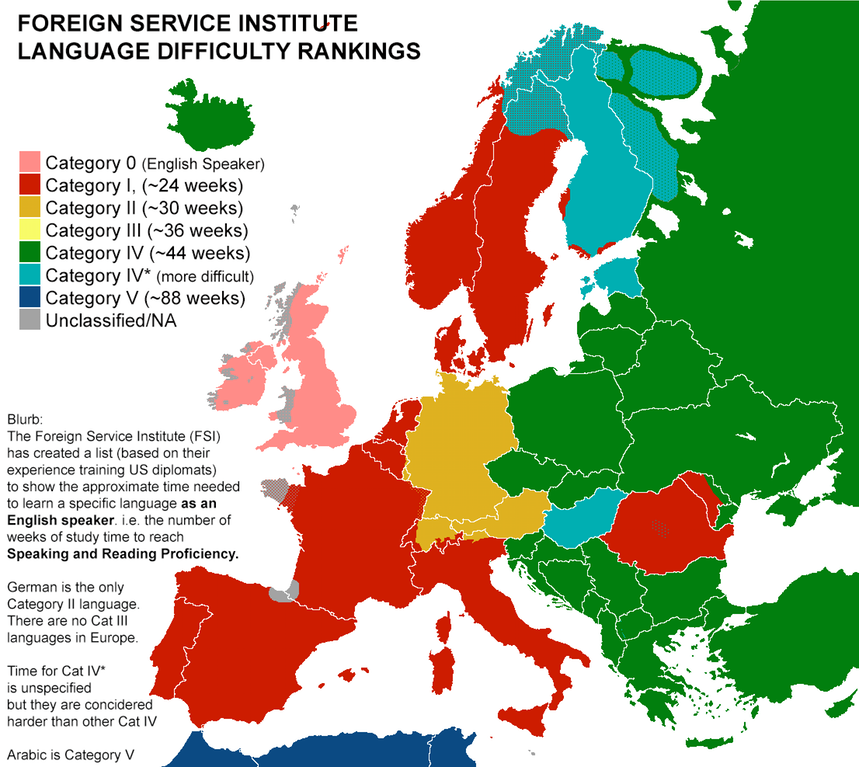 FOREIGN SERVICE INSTITUTE
LANGUAGE DIFFICULTY RANKINGS
Category 0 (English Speaker)
Category I, (~24 weeks)
Category II (~30 weeks)
Category III (~36 weeks)
Category IV (~44 weeks)
Category IV* (more difficult)
Category V (~88 weeks)
Unclassified/NA
Blurb:
The Foreign Service Institute (FSI)
has created a list (based on their
experience training US diplomats)
to show the approximate time needed
to learn a specific language as an
English speaker. i.e. the number of
weeks of study time to reach
Speaking and Reading Proficiency.
German is the only
Category II language.
There are no Cat III
languages in Europe.
Time for Cat IV*
is unspecified
but they are concidered
harder than other Cat IV
Arabic is Category V